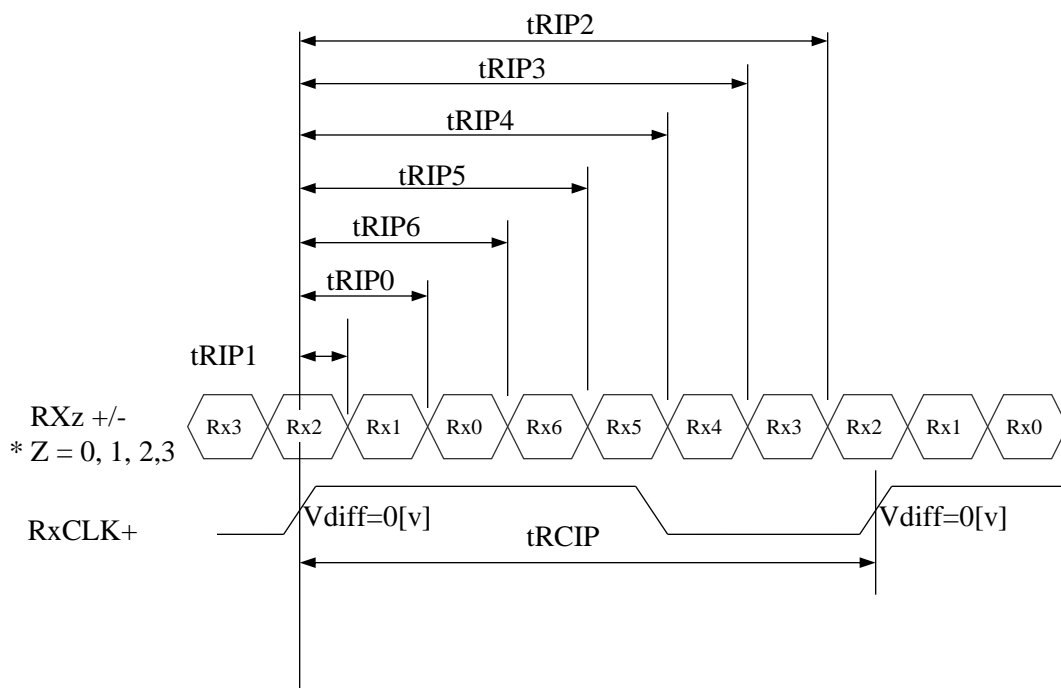 tRIP2
tRIP3
tRIP4
tRIP5
tRIP6
tRIP0
tRIP1
RXz +/-
* Z = 0, 1, 2,3
Rx3 Rx2 Rx1 Rx0 Rx6 Rx5 Rx4 Rx3 Rx2 Rx1 Rx0
RxCLK+
Vdiff=0[v] Vdiff=0[v]
tRCIP